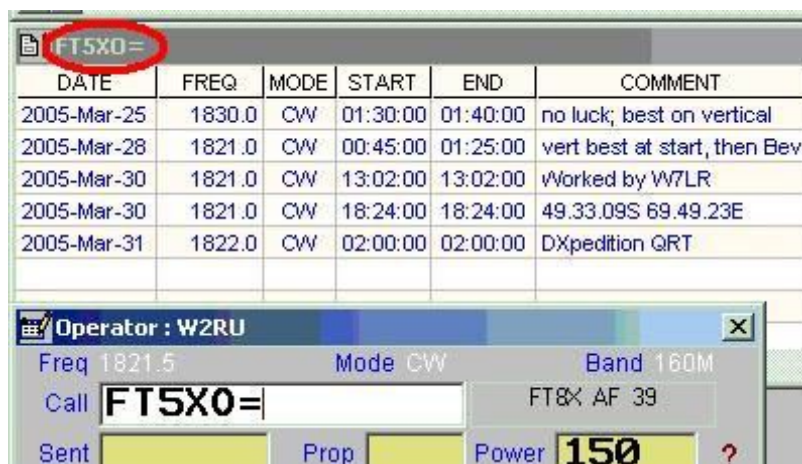 FT5XO=
DATE FREQ MODE START END COMMENT
2005-Mar-25 1830.0 CW 01:30:00 01:40:00 no luck; best on vertical
2005-Mar-28 1821.0 CW 00:45:00 01:25:00 vert best at start, then Bev
2005-Mar-30 1821.0 CW 13:02:00 13:02:00 Worked by W7LR
2005-Mar-30 1821.0 CW 18:24:00 18:24:00 49.33.09S 69.49.23E
2005-Mar-31 1822.0 CW 02:00:00 02:00:00 DXpedition QRT
Operator : W2RU
Freq 1821.5 Mode CW Band 160M
Call FT5XO= FT8X AF 39
Sent Prop Power 150 ?